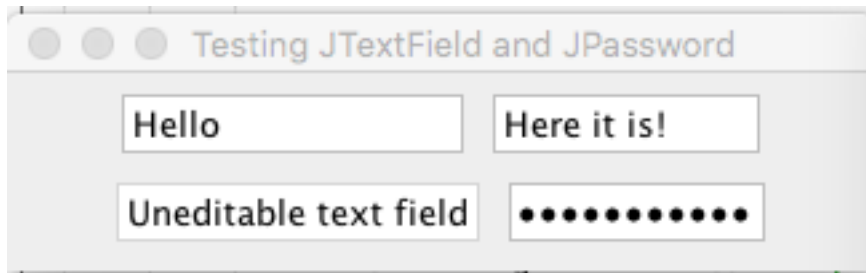 Testing JTextField and JPassword
Hello Here it is!
Uneditable text field •••••••••••